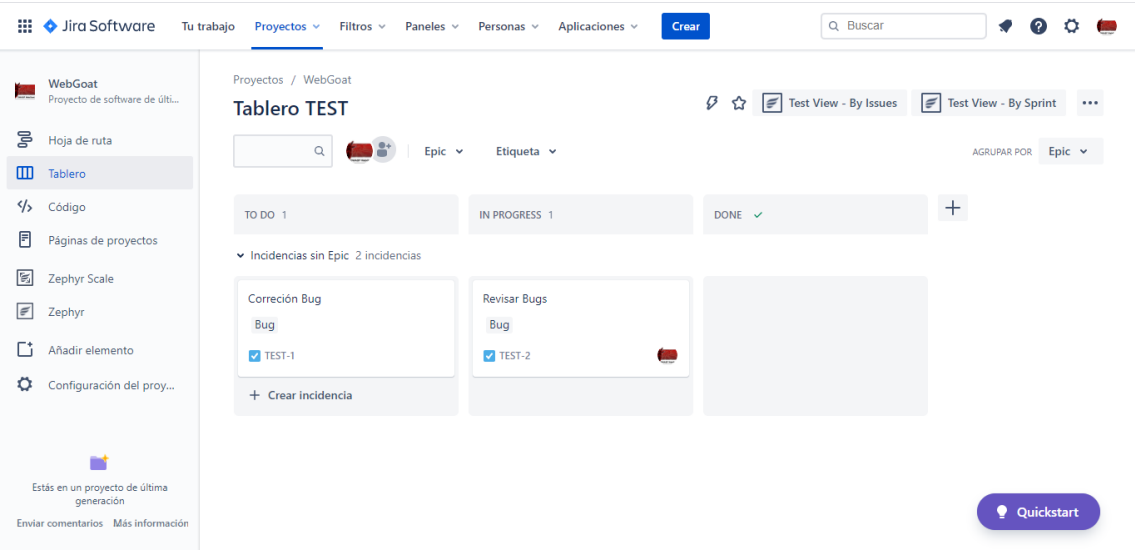 Jira Software Tu trabajo Proyectos Filtros Paneles Personas Aplicaciones Crear Buscar
WebGoat
Proyecto de software de últi...
Hoja de ruta
Tablero
Código
Páginas de proyectos
Zephyr Scale
Zephyr
Añadir elemento
Configuración del proy...
Estás en un proyecto de última
generación
Enviar comentarios Más información
Proyectos / WebGoat
Tablero TEST
Test View - By Issues Test View - By Sprint
Epic Etiqueta AGRUPAR POR Epic
TO DO 1 IN PROGRESS 1 DONE
Incidencias sin Epic 2 incidencias
Correción Bug
Bug
TEST-1
Crear incidencia
Revisar Bugs
Bug
TEST-2
Quickstart